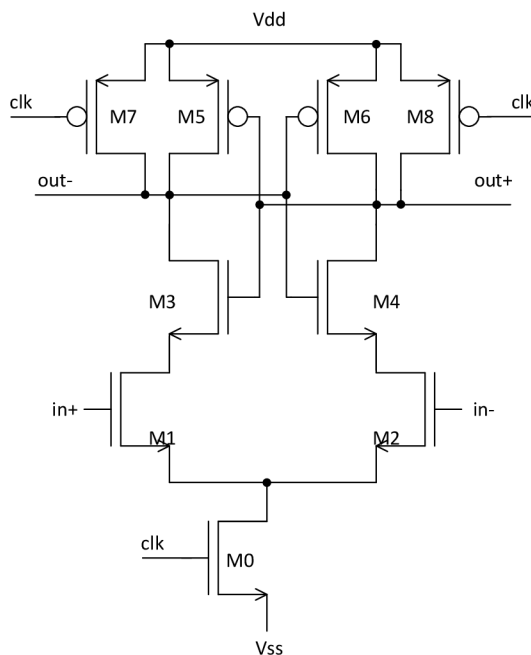 Vdd
clk M7 M5 M6 M8 clk
out- out+
M3 M4
in+ M1 M2 in-
clk M0
Vss